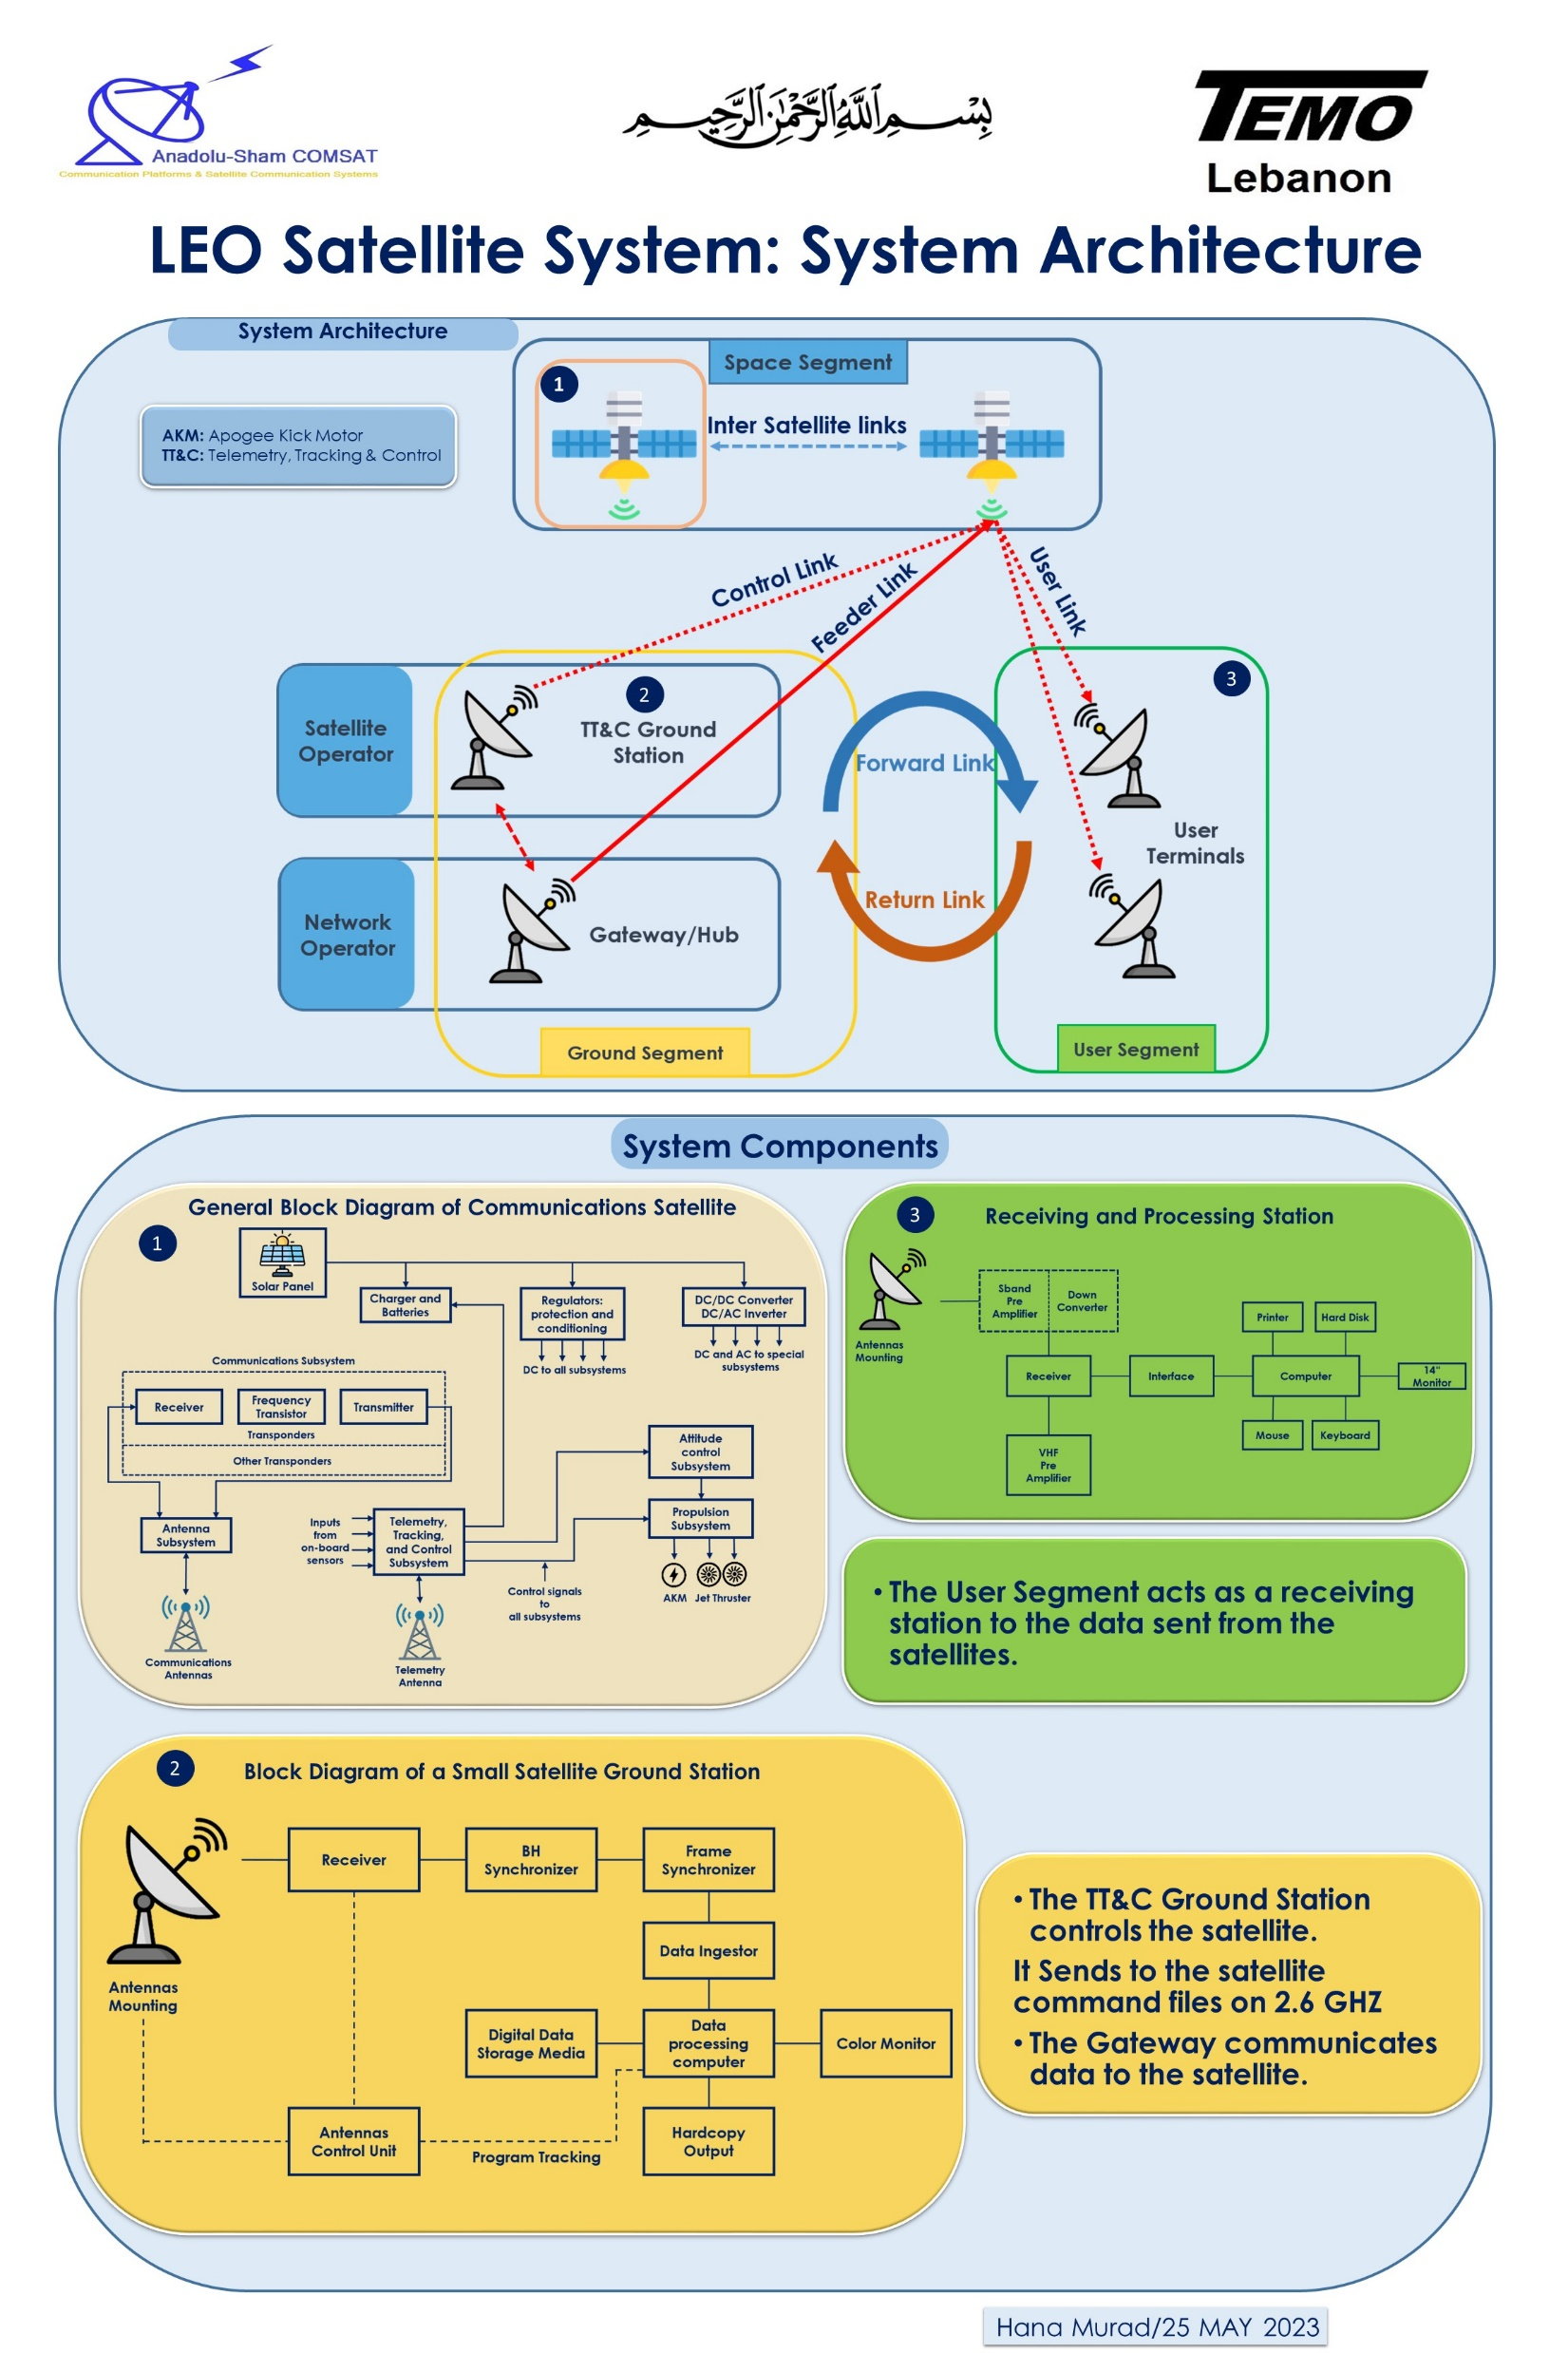 Anadolu-Sham COMSAT
Communication Platforms & Satellite Communication Systems
بِسْمِ اللَّهِ الرَّحْمَٰنِ الرَّحِيمِ
TEMO
Lebanon
LEO Satellite System: System Architecture
System Architecture
AKM: Apogee Kick Motor
TT&C: Telemetry, Tracking & Control
Space Segment
1
Inter Satellite links
Control Link
Feeder Link
User Link
Satellite
Operator
2
TT&C Ground
Station
3
Forward Link
User
Terminals
Return Link
Network
Operator
Gateway/Hub
Ground Segment
User Segment
System Components
General Block Diagram of Communications Satellite
1
Solar Panel
Charger and
Batteries
Regulators:
protection and
conditioning
DC/DC Converter
DC/AC Inverter
DC to all subsystems
DC and AC to special
subsystems
Communications Subsystem
Receiver
Frequency
Transistor
Transmitter
Transponders
Other Transponders
Attitude
control
Subsystem
Propulsion
Subsystem
Antenna
Subsystem
Inputs
from
on-board
sensors
Telemetry,
Tracking,
and Control
Subsystem
Control signals
to
all subsystems
AKM
Jet Thruster
Communications
Antennas
Telemetry
Antenna
3
Receiving and Processing Station
Antennas
Mounting
Sband
Pre
Amplifier
Down
Converter
Printer
Hard Disk
Receiver
Interface
Computer
14"
Monitor
VHF
Pre
Amplifier
Mouse
Keyboard
• The User Segment acts as a receiving
station to the data sent from the
satellites.
2
Block Diagram of a Small Satellite Ground Station
Antennas
Mounting
Receiver
BH
Synchronizer
Frame
Synchronizer
Data Ingestor
Digital Data
Storage Media
Data
processing
computer
Color Monitor
Antennas
Control Unit
Program Tracking
Hardcopy
Output
• The TT&C Ground Station
controls the satellite.
It Sends to the satellite
command files on 2.6 GHZ
• The Gateway communicates
data to the satellite.
Hana Murad/25 MAY 2023